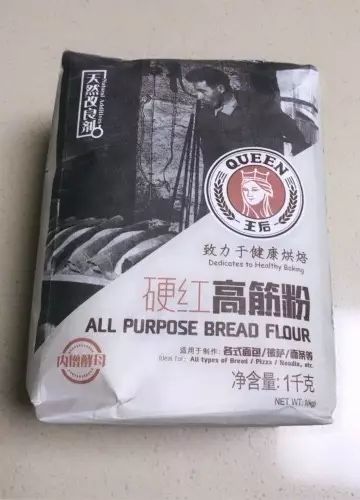 天然改良剂
Natural Additive
QUEEN
王后
致力于健康烘焙
Dedicates to Healthy Baking
硬红高筋粉
ALL PURPOSE BREAD FLOUR
适用于制作：各式面包/披萨/面条等
Ideal for: All types of Bread / Pizza / Noodle, etc.
内赠酵母
净含量：1千克
NET WT: 1kg